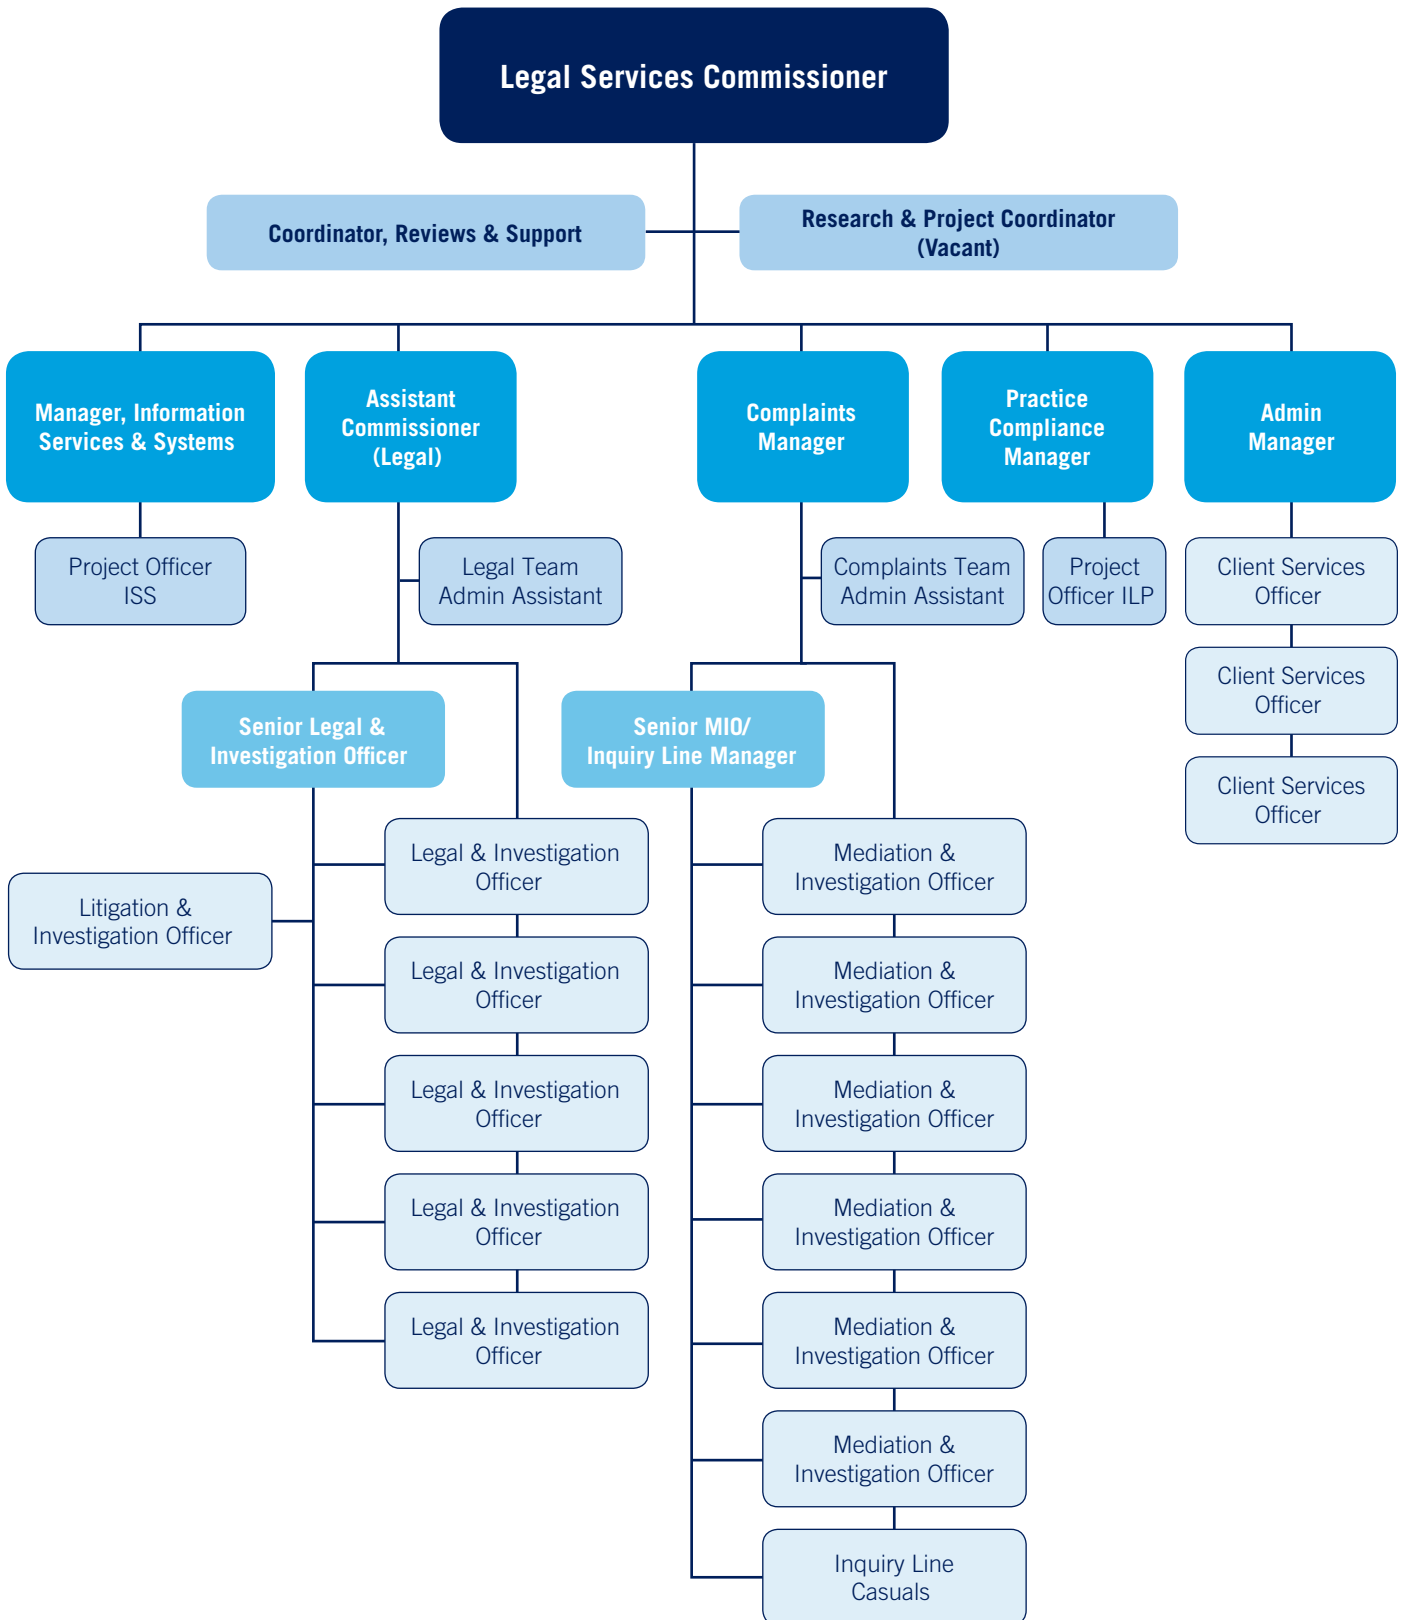 Legal Services Commissioner
Coordinator, Reviews & Support
Research & Project Coordinator
(Vacant)
Manager, Information
Services & Systems
Assistant
Commissioner
(Legal)
Complaints
Manager
Practice
Compliance
Manager
Admin
Manager
Project Officer
ISS
Legal Team
Admin Assistant
Complaints Team
Admin Assistant
Project
Officer ILP
Client Services
Officer
Client Services
Officer
Client Services
Officer
Senior Legal &
Investigation Officer
Senior MIO/
Inquiry Line Manager
Litigation &
Investigation Officer
Legal & Investigation
Officer
Legal & Investigation
Officer
Legal & Investigation
Officer
Legal & Investigation
Officer
Legal & Investigation
Officer
Mediation &
Investigation Officer
Mediation &
Investigation Officer
Mediation &
Investigation Officer
Mediation &
Investigation Officer
Mediation &
Investigation Officer
Mediation &
Investigation Officer
Inquiry Line
Casuals